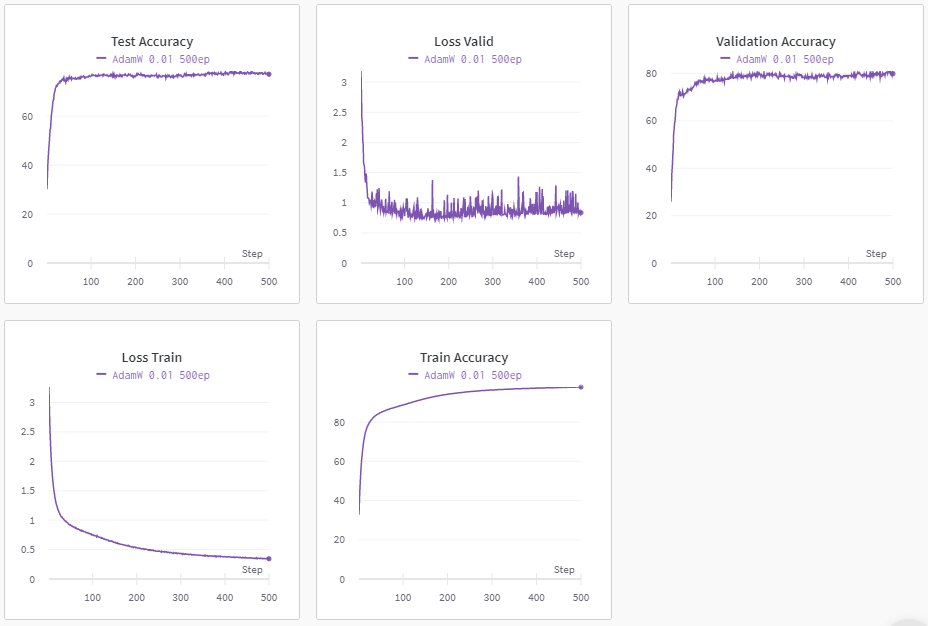 Test Accuracy
AdamW 0.01 500ep
60
40
20
0
Step
100 200 300 400 500
Loss Valid
AdamW 0.01 500ep
3
2.5
2
1.5
1
0.5
0
Step
100 200 300 400 500
Validation Accuracy
AdamW 0.01 500ep
80
60
40
20
0
Step
100 200 300 400 500
Loss Train
AdamW 0.01 500ep
3
2.5
2
1.5
1
0.5
0
Step
100 200 300 400 500
Train Accuracy
AdamW 0.01 500ep
80
60
40
20
0
Step
100 200 300 400 500